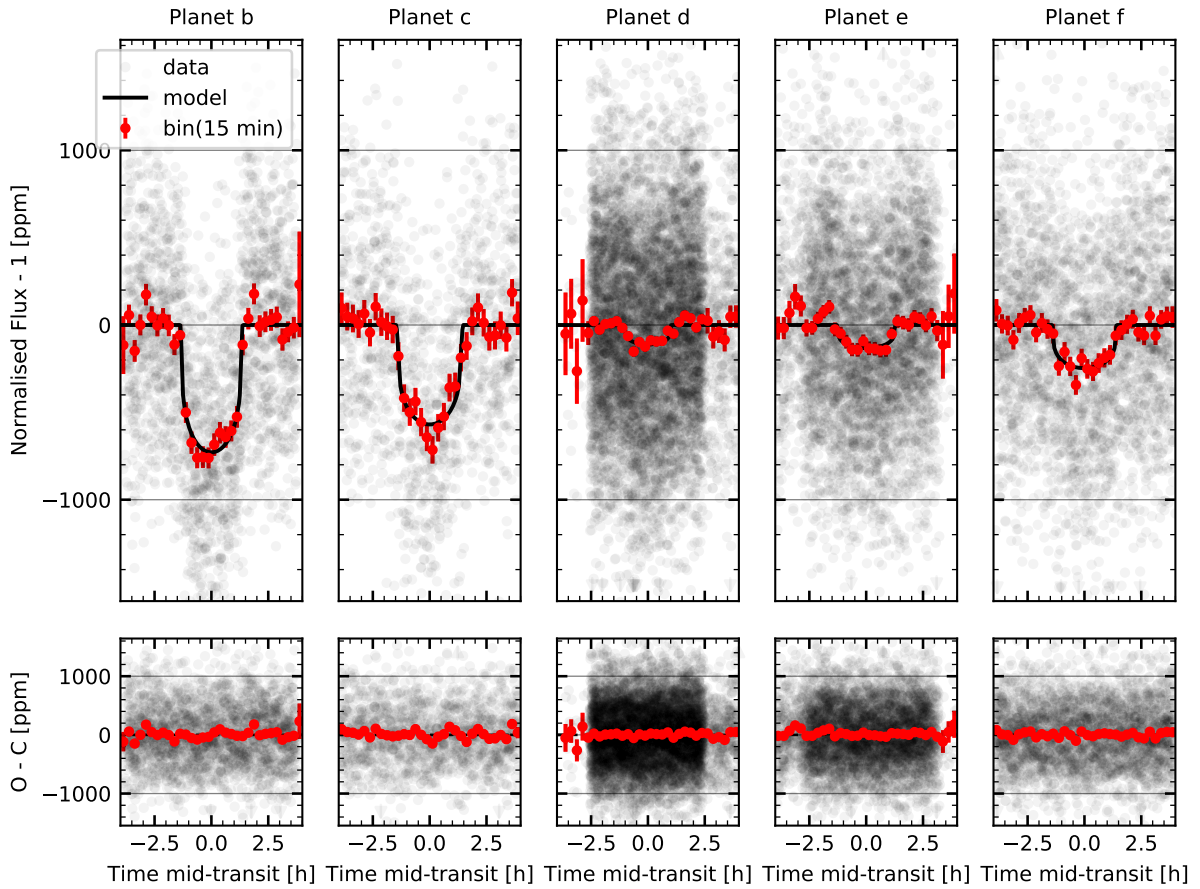 Planet b Planet c Planet d Planet e Planet f
data
model
bin(15 min)
Normalised Flux - 1 [ppm]
1000
0
−1000
O - C [ppm]
1000
0
−1000
−2.5 0.0 2.5 −2.5 0.0 2.5 −2.5 0.0 2.5 −2.5 0.0 2.5 −2.5 0.0 2.5
Time mid-transit [h] Time mid-transit [h] Time mid-transit [h] Time mid-transit [h] Time mid-transit [h]